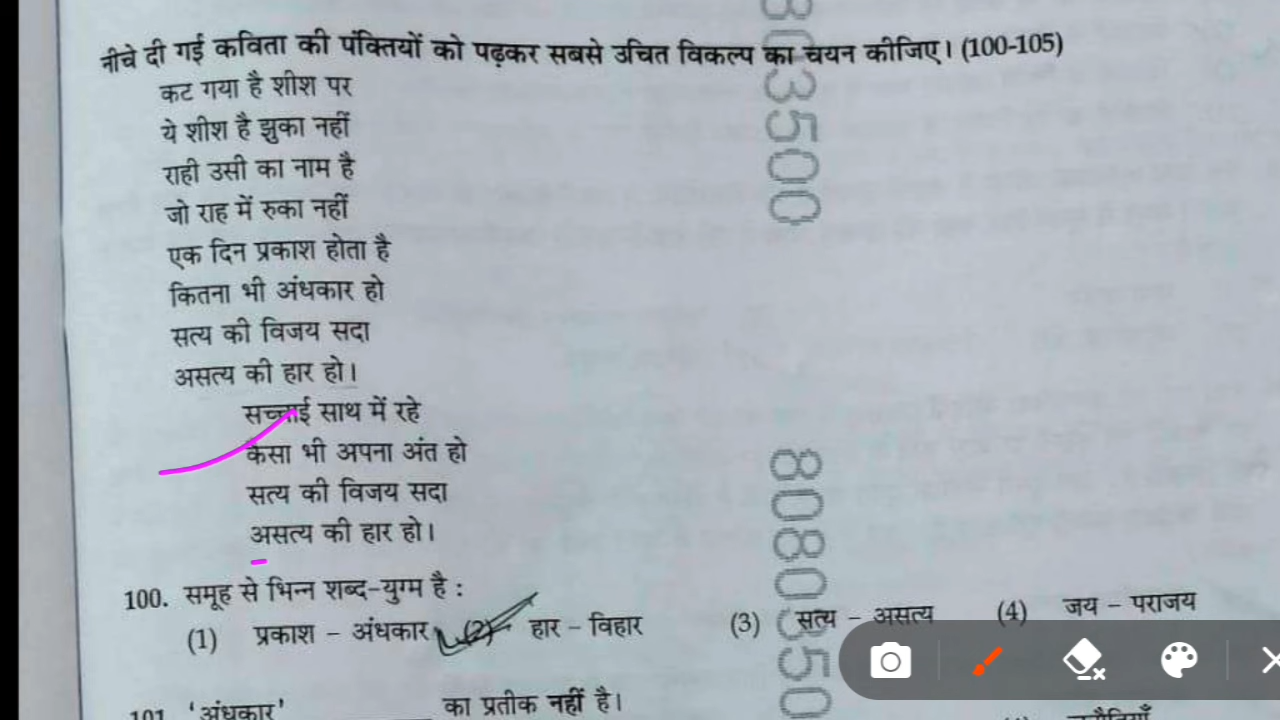 नीचे दी गई कविता की पंक्तियों को पढ़कर सबसे उचित विकल्प का चयन कीजिए। (100-105)
कट गया है शीश पर
ये शीश है झुका नहीं
राही उसी का नाम है
जो राह में रुका नहीं
एक दिन प्रकाश होता है
कितना भी अंधकार हो
सत्य की विजय सदा
असत्य की हार हो।
सच्चाई साथ में रहे
कैसा भी अपना अंत हो
सत्य की विजय सदा
असत्य की हार हो।
100. समूह से भिन्न शब्द-युग्म है :
(1) प्रकाश – अंधकार (2) हार – विहार (3) सत्य – असत्य (4) जय – पराजय
101. 'अंधकार' का प्रतीक नहीं है।
803500
8080350